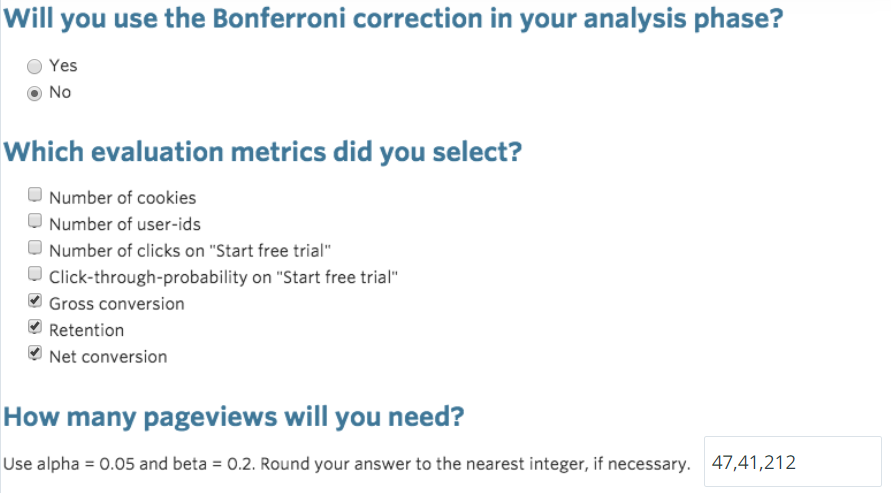 Will you use the Bonferroni correction in your analysis phase?
Yes
No
Which evaluation metrics did you select?
Number of cookies
Number of user-ids
Number of clicks on "Start free trial"
Click-through-probability on "Start free trial"
Gross conversion
Retention
Net conversion
How many pageviews will you need?
Use alpha = 0.05 and beta = 0.2. Round your answer to the nearest integer, if necessary. 47,41,212